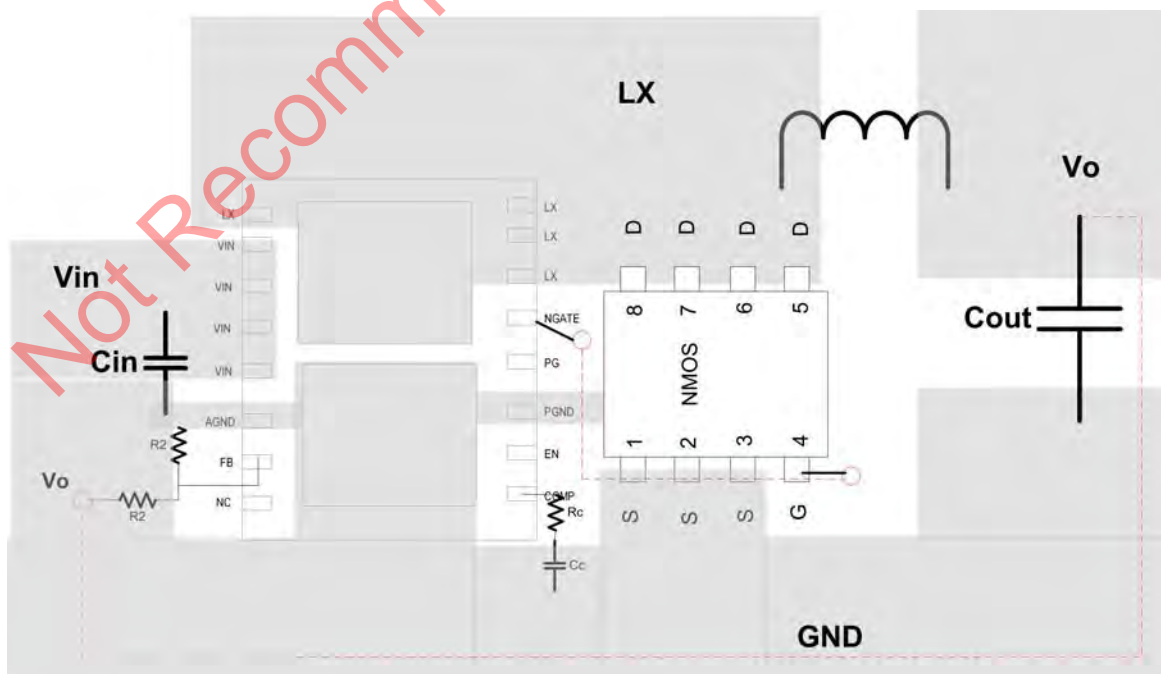 Not Recomm
LX
Vo
Vin
Cin
Cout
LX
VIN
VIN
VIN
VIN
AGND
FB
NC
LX
LX
LX
NGATE
PG
PGND
EN
COMP
D
D
D
D
8
7
6
5
NMOS
1
2
3
4
S
S
S
G
R2
Vo
R2
Rc
Cc
GND